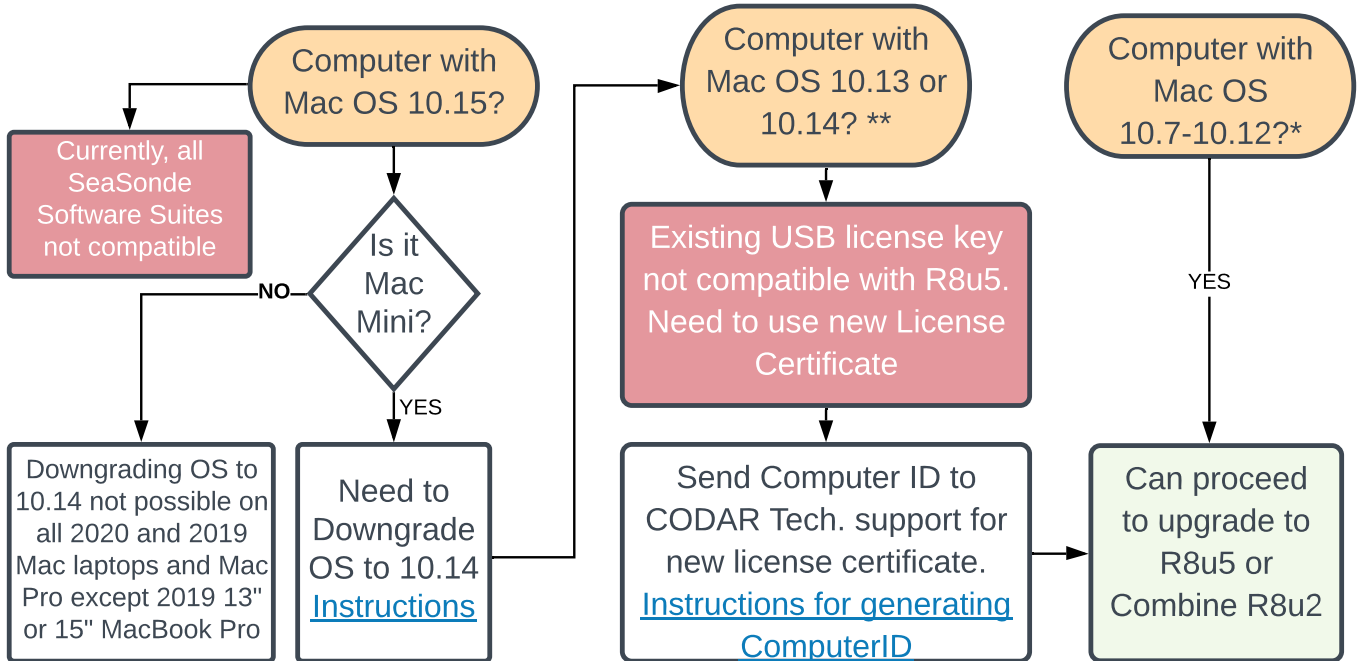 Computer with
Mac OS 10.15?
Currently, all
SeaSonde
Software Suites
not compatible
Is it
Mac
Mini?
NO
YES
Downgrading OS to
10.14 not possible on
all 2020 and 2019
Mac laptops and Mac
Pro except 2019 13"
or 15" MacBook Pro
Need to
Downgrade
OS to 10.14
Instructions
Computer with
Mac OS 10.13 or
10.14? **
Existing USB license key
not compatible with R8u5.
Need to use new License
Certificate
Send Computer ID to
CODAR Tech. support for
new license certificate.
Instructions for generating
ComputerID
Computer with
Mac OS
10.7-10.12?*
YES
Can proceed
to upgrade to
R8u5 or
Combine R8u2